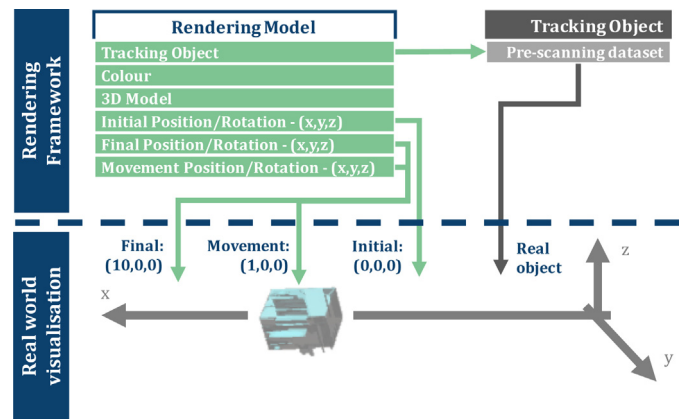 Rendering Framework
Rendering Model
Tracking Object
Colour
3D Model
Initial Position/Rotation - (x,y,z)
Final Position/Rotation - (x,y,z)
Movement Position/Rotation - (x,y,z)
Tracking Object
Pre-scanning dataset
Real world visualisation
Final:
(10,0,0)
Movement:
(1,0,0)
Initial:
(0,0,0)
Real
object
x
z
y